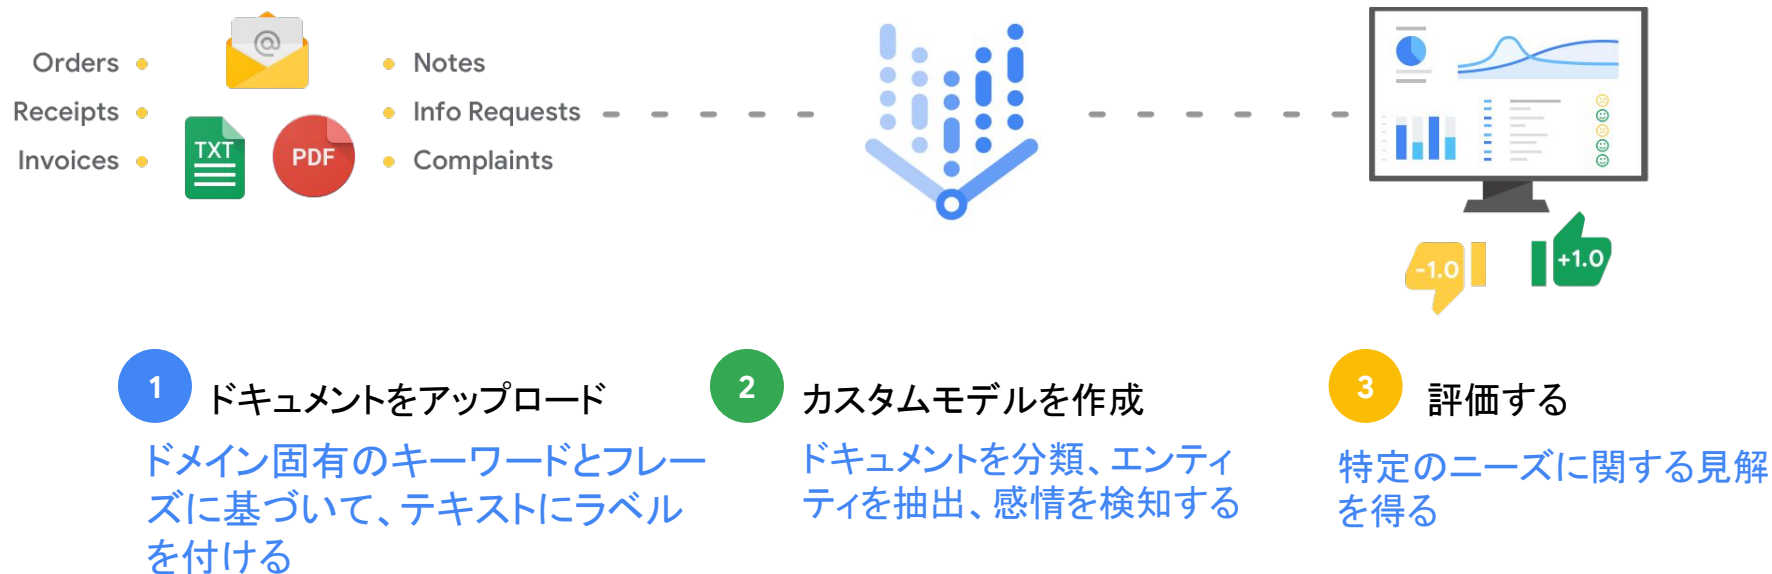 Orders
Receipts
Invoices
@
TXT
PDF
Notes
Info Requests
Complaints
-1.0
+1.0
1
ドキュメントをアップロード
ドメイン固有のキーワードとフレー
ズに基づいて、テキストにラベル
を付ける
2
カスタムモデルを作成
ドキュメントを分類、エンティ
ティを抽出、感情を検知する
3
評価する
特定のニーズに関する見解
を得る